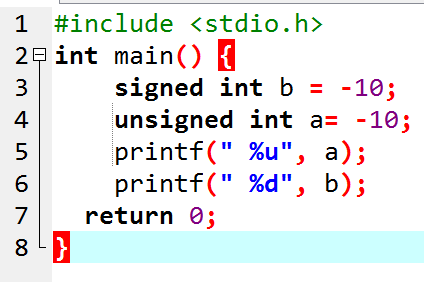 1 #include <stdio.h>
2 int main() {
3 signed int b = -10;
4 unsigned int a= -10;
5 printf(" %u", a);
6 printf(" %d", b);
7 return 0;
8 }